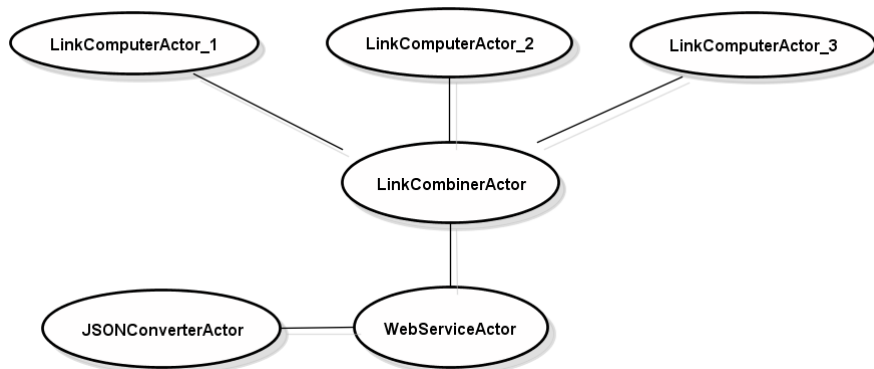 LinkComputerActor_1
LinkComputerActor_2
LinkComputerActor_3
LinkCombinerActor
JSONConverterActor
WebServiceActor